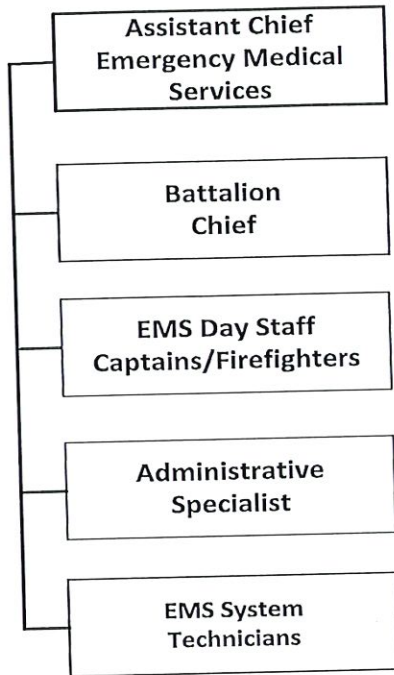 Assistant Chief
Emergency Medical
Services
Battalion
Chief
EMS Day Staff
Captains/Firefighters
Administrative
Specialist
EMS System
Technicians